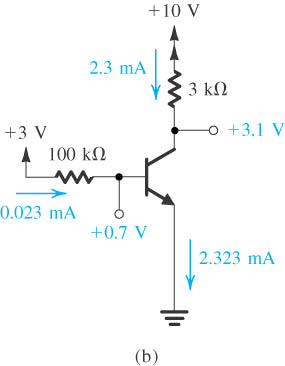 +10 V
2.3 mA
3 kΩ
+3.1 V
+3 V
100 kΩ
0.023 mA
+0.7 V
2.323 mA
(b)